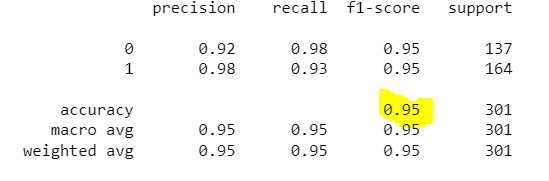 precision recall f1-score support
0 0.92 0.98 0.95 137
1 0.98 0.93 0.95 164
accuracy 0.95 301
macro avg 0.95 0.95 0.95 301
weighted avg 0.95 0.95 0.95 301